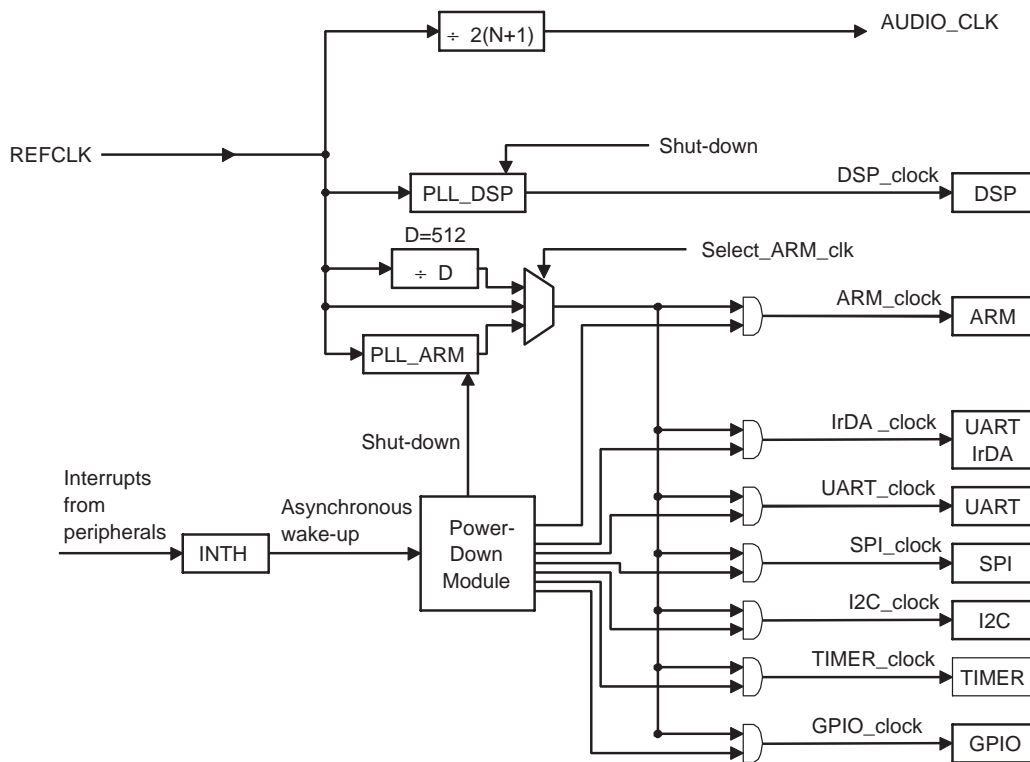 ÷ 2(N+1)
AUDIO_CLK
REFCLK
Shut-down
PLL_DSP
DSP_clock
DSP
D=512
÷ D
Select_ARM_clk
PLL_ARM
ARM_clock
ARM
Shut-down
IrDA _clock
UART
IrDA
Interrupts
from
peripherals
INTH
Asynchronous
wake-up
Power-
Down
Module
UART_clock
UART
SPI_clock
SPI
I2C_clock
I2C
TIMER_clock
TIMER
GPIO_clock
GPIO